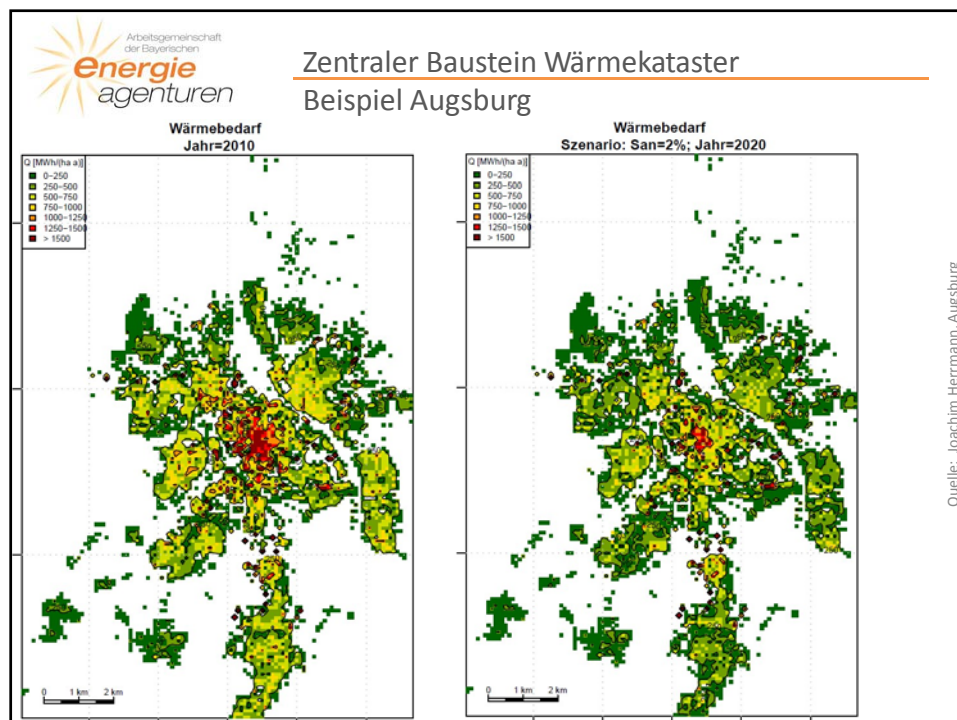 Arbeitsgemeinschaft
der Bayerischen
energie
agenturen
Zentraler Baustein Wärmekataster
Beispiel Augsburg
Wärmebedarf
Jahr=2010
Q [MWh/(ha a)]
0-250
250-500
500-750
750-1000
1000-1250
1250-1500
> 1500
0 1 km 2 km
Wärmebedarf
Szenario: San=2%; Jahr=2020
Q [MWh/(ha a)]
0-250
250-500
500-750
750-1000
1000-1250
1250-1500
> 1500
0 1 km 2 km
Quelle: Joachim Herrmann, Augsburg